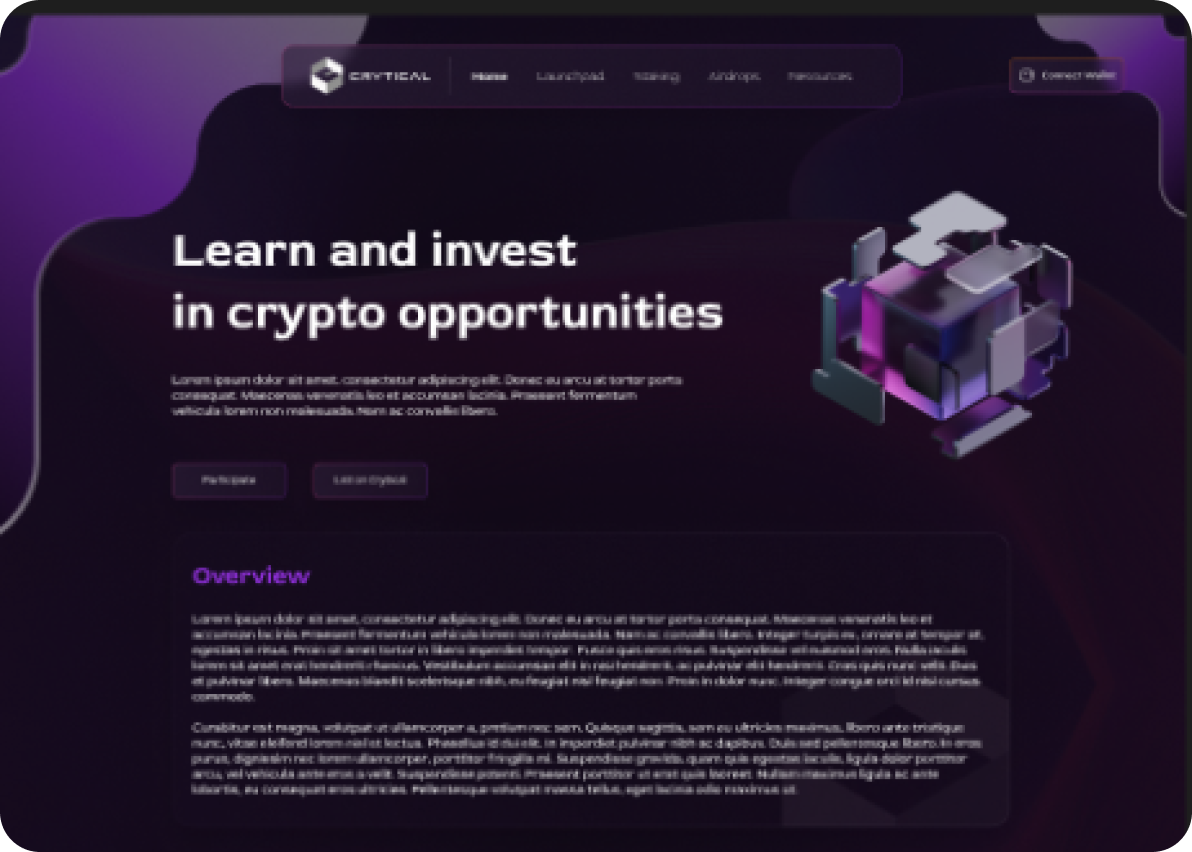 CRYTICAL
Home
Launchpad
Training
Airdrops
Resources
Connect Wallet
Learn and invest
in crypto opportunities
Lorem ipsum dolor sit amet, consectetur adipiscing elit. Donec eu arcu at tortor porta
consequat. Maecenas venenatis leo et accumsan lacinia. Praesent fermentum
vehicula lorem non malesuada. Nam ac convallis libero.
Participate
Overview
Lorem ipsum dolor sit amet, consectetur adipiscing elit. Donec eu arcu at tortor porta consequat. Maecenas venenatis leo et
accumsan lacinia. Praesent fermentum vehicula lorem non malesuada. Nam ac convallis libero. Integer turpis mi, ornare at tempor at,
egestas in risus. Proin sit amet tortor in libero imperdiet tempor. Fusce quis eros risus. Suspendisse vel euismod eros. Nulla iaculis
lorem sit amet erat hendrerit rhoncus. Vestibulum accumsan elit in nisi hendrerit, ac pulvinar elit hendrerit. Cras quis nunc velit. Duis
et pulvinar libero. Maecenas blandit scelerisque nibh, eu feugiat nisl feugiat non. Proin in dolor nunc. Integer congue orci id nisl cursus
commodo.
Curabitur est magna, volutpat ut ullamcorper a, pretium nec sem. Quisque sagittis, sem eu ultricies maximus, libero ante tristique
nunc, vitae eleifend lorem nisl et lectus. Phasellus id dui elit. In imperdiet pulvinar nibh ac dapibus. Duis sed pellentesque libero. In eros
purus, dignissim nec lorem ullamcorper, porttitor fringilla mi. Suspendisse gravida, quam quis egestas iaculis, ligula dolor porttitor
arcu, vel vehicula ante eros a velit. Suspendisse potenti. Praesent porttitor ut erat quis laoreet. Nullam maximus ligula ac ante
lobortis, eu consequat eros ultricies. Pellentesque volutpat massa tellus, eget lacinia odio maximus ut.